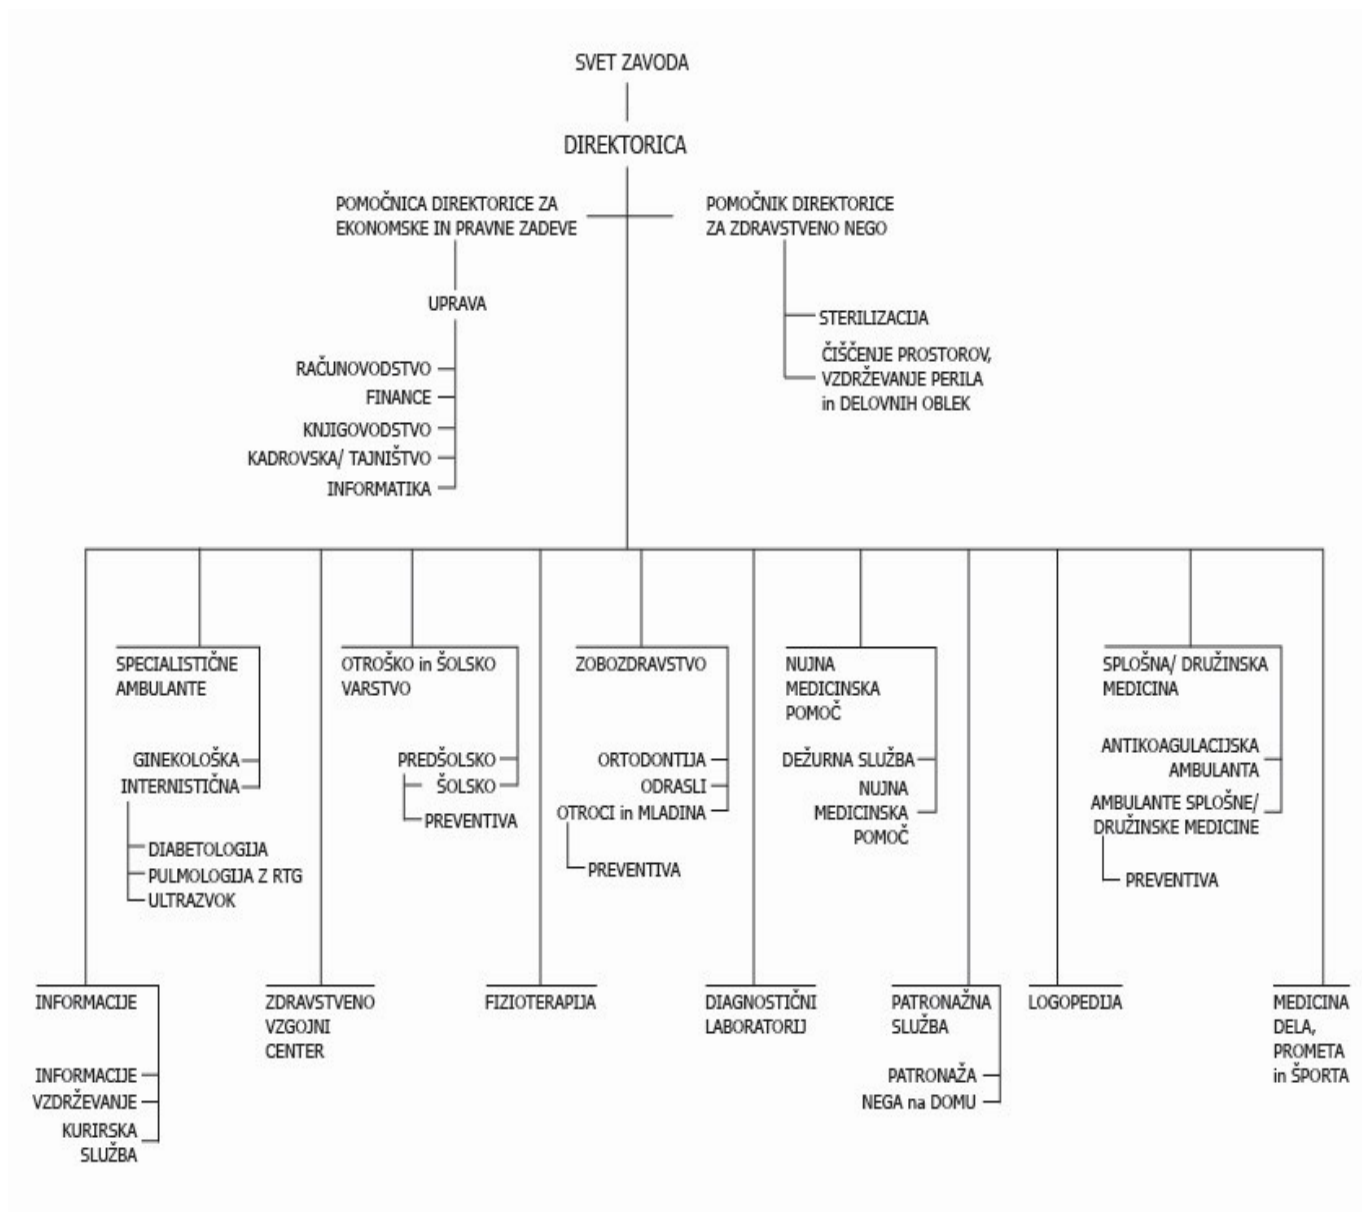 SVET ZAVODA
DIREKTORICA
POMOČNICA DIREKTORICE ZA
EKONOMSKE IN PRAVNE ZADEVE
POMOČNIK DIREKTORICE
ZA ZDRAVSTVENO NEGO
UPRAVA
RAČUNOVODSTVO
FINANCE
KNJIGOVODSTVO
KADROVSKA/ TAJNIŠTVO
INFORMATIKA
STERILIZACIJA
ČIŠČENJE PROSTOROV,
VZDRŽEVANJE PERILA
in DELOVNIH OBLEK
SPECIALISTIČNE
AMBULANTE
GINEKOLOŠKA
INTERNISTIČNA
DIABETOLOGIJA
PULMOLOGIJA Z RTG
ULTRAZVOK
OTROŠKO in ŠOLSKO
VARSTVO
PREDŠOLSKO
ŠOLSKO
PREVENTIVA
ZOBOZDRAVSTVO
ORTODONTIJA
ODRASLI
OTROCI in MLADINA
PREVENTIVA
NUJNA
MEDICINSKA
POMOČ
DEŽURNA SLUŽBA
NUJNA
MEDICINSKA
POMOČ
SPLOŠNA/ DRUŽINSKA
MEDICINA
ANTIKOAGULACIJSKA
AMBULANTA
AMBULANTE SPLOŠNE/
DRUŽINSKE MEDICINE
PREVENTIVA
INFORMACIJE
INFORMACIJE
VZDRŽEVANJE
KURIRSKA
SLUŽBA
ZDRAVSTVENO
VZGOJNI
CENTER
FIZIOTERAPIJA
DIAGNOSTIČNI
LABORATORIJ
PATRONAŽNA
SLUŽBA
PATRONAŽA
NEGA na DOMU
LOGOPEDIJA
MEDICINA
DELA,
PROMETA
in ŠPORTA